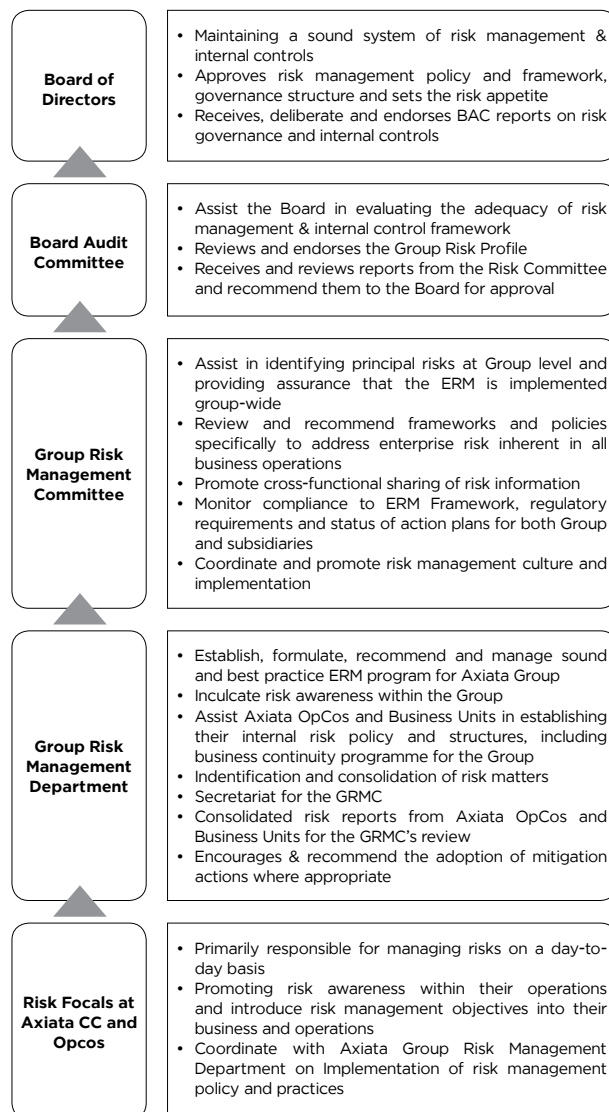 Board of
Directors
• Maintaining a sound system of risk management &
internal controls
• Approves risk management policy and framework,
governance structure and sets the risk appetite
• Receives, deliberate and endorses BAC reports on risk
governance and internal controls
Board Audit
Committee
• Assist the Board in evaluating the adequacy of risk
management & internal control framework
• Reviews and endorses the Group Risk Profile
• Receives and reviews reports from the Risk Committee
and recommend them to the Board for approval
Group Risk
Management
Committee
• Assist in identifying principal risks at Group level and
providing assurance that the ERM is implemented
group-wide
• Review and recommend frameworks and policies
specifically to address enterprise risk inherent in all
business operations
• Promote cross-functional sharing of risk information
• Monitor compliance to ERM Framework, regulatory
requirements and status of action plans for both Group
and subsidiaries
• Coordinate and promote risk management culture and
implementation
Group Risk
Management
Department
• Establish, formulate, recommend and manage sound
and best practice ERM program for Axiata Group
• Inculcate risk awareness within the Group
• Assist Axiata OpCos and Business Units in establishing
their internal risk policy and structures, including
business continuity programme for the Group
• Indentification and consolidation of risk matters
• Secretariat for the GRMC
• Consolidated risk reports from Axiata OpCos and
Business Units for the GRMC's review
• Encourages & recommend the adoption of mitigation
actions where appropriate
Risk Focals at
Axiata CC and
Opcos
• Primarily responsible for managing risks on a day-to-
day basis
• Promoting risk awareness within their operations
and introduce risk management objectives into their
business and operations
• Coordinate with Axiata Group Risk Management
Department on Implementation of risk management
policy and practices